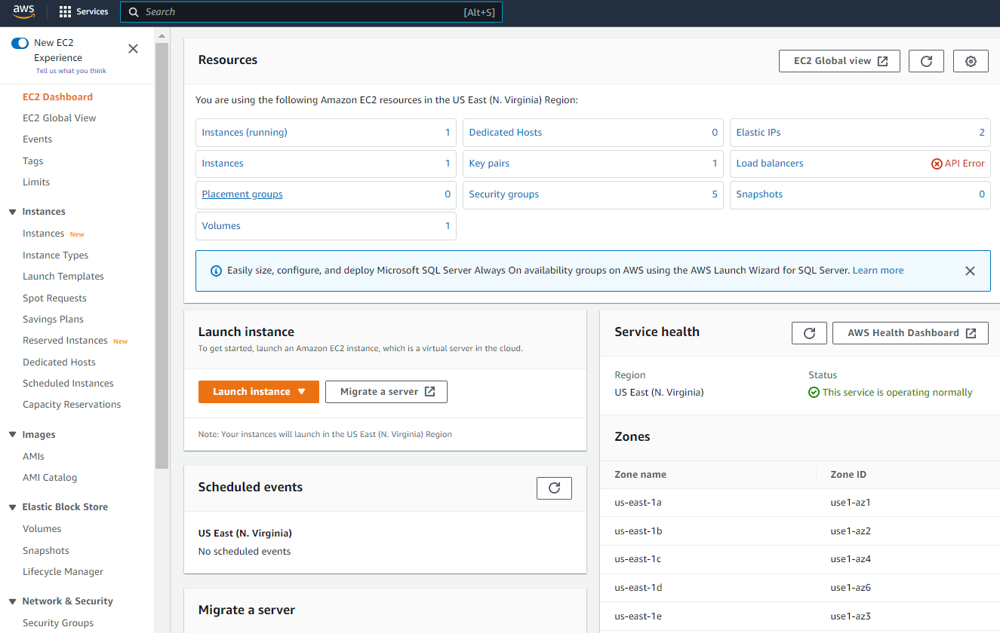 aws
Services
Search
[Alt+S]
New EC2
Experience
Tell us what you think
EC2 Dashboard
EC2 Global View
Events
Tags
Limits
Instances
Instances New
Instance Types
Launch Templates
Spot Requests
Savings Plans
Reserved Instances New
Dedicated Hosts
Scheduled Instances
Capacity Reservations
Images
AMIs
AMI Catalog
Elastic Block Store
Volumes
Snapshots
Lifecycle Manager
Network & Security
Security Groups
Resources
EC2 Global view
You are using the following Amazon EC2 resources in the US East (N. Virginia) Region:
Instances (running) 1
Dedicated Hosts 0
Elastic IPs 2
Instances 1
Key pairs 1
Load balancers API Error
Placement groups 0
Security groups 5
Snapshots 0
Volumes 1
Easily size, configure, and deploy Microsoft SQL Server Always On availability groups on AWS using the AWS Launch Wizard for SQL Server. Learn more
Launch instance
To get started, launch an Amazon EC2 instance, which is a virtual server in the cloud.
Launch instance
Migrate a server
Note: Your instances will launch in the US East (N. Virginia) Region
Scheduled events
US East (N. Virginia)
No scheduled events
Migrate a server
Service health
AWS Health Dashboard
Region
US East (N. Virginia)
Status
This service is operating normally
Zones
Zone name Zone ID
us-east-1a use1-az1
us-east-1b use1-az2
us-east-1c use1-az4
us-east-1d use1-az6
us-east-1e use1-az3